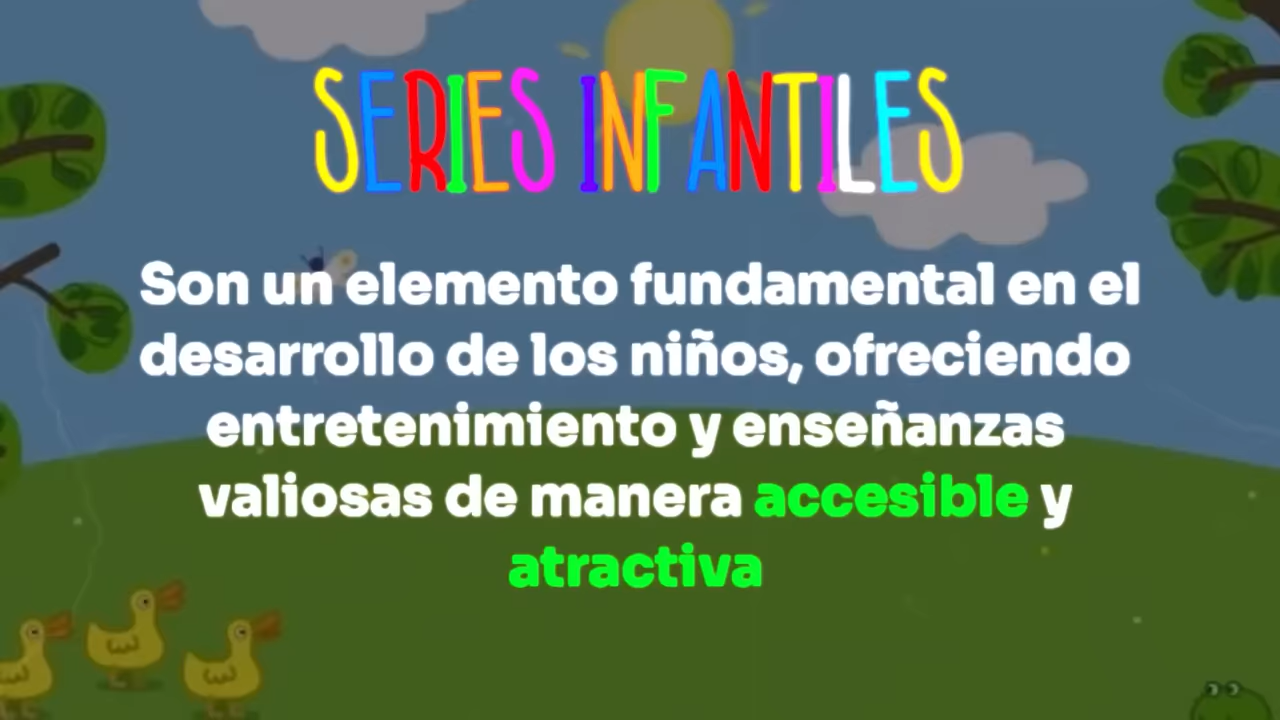 SERIES INFANTILES
Son un elemento fundamental en el
desarrollo de los niños, ofreciendo
entretenimiento y enseñanzas
valiosas de manera accesible y
atractiva